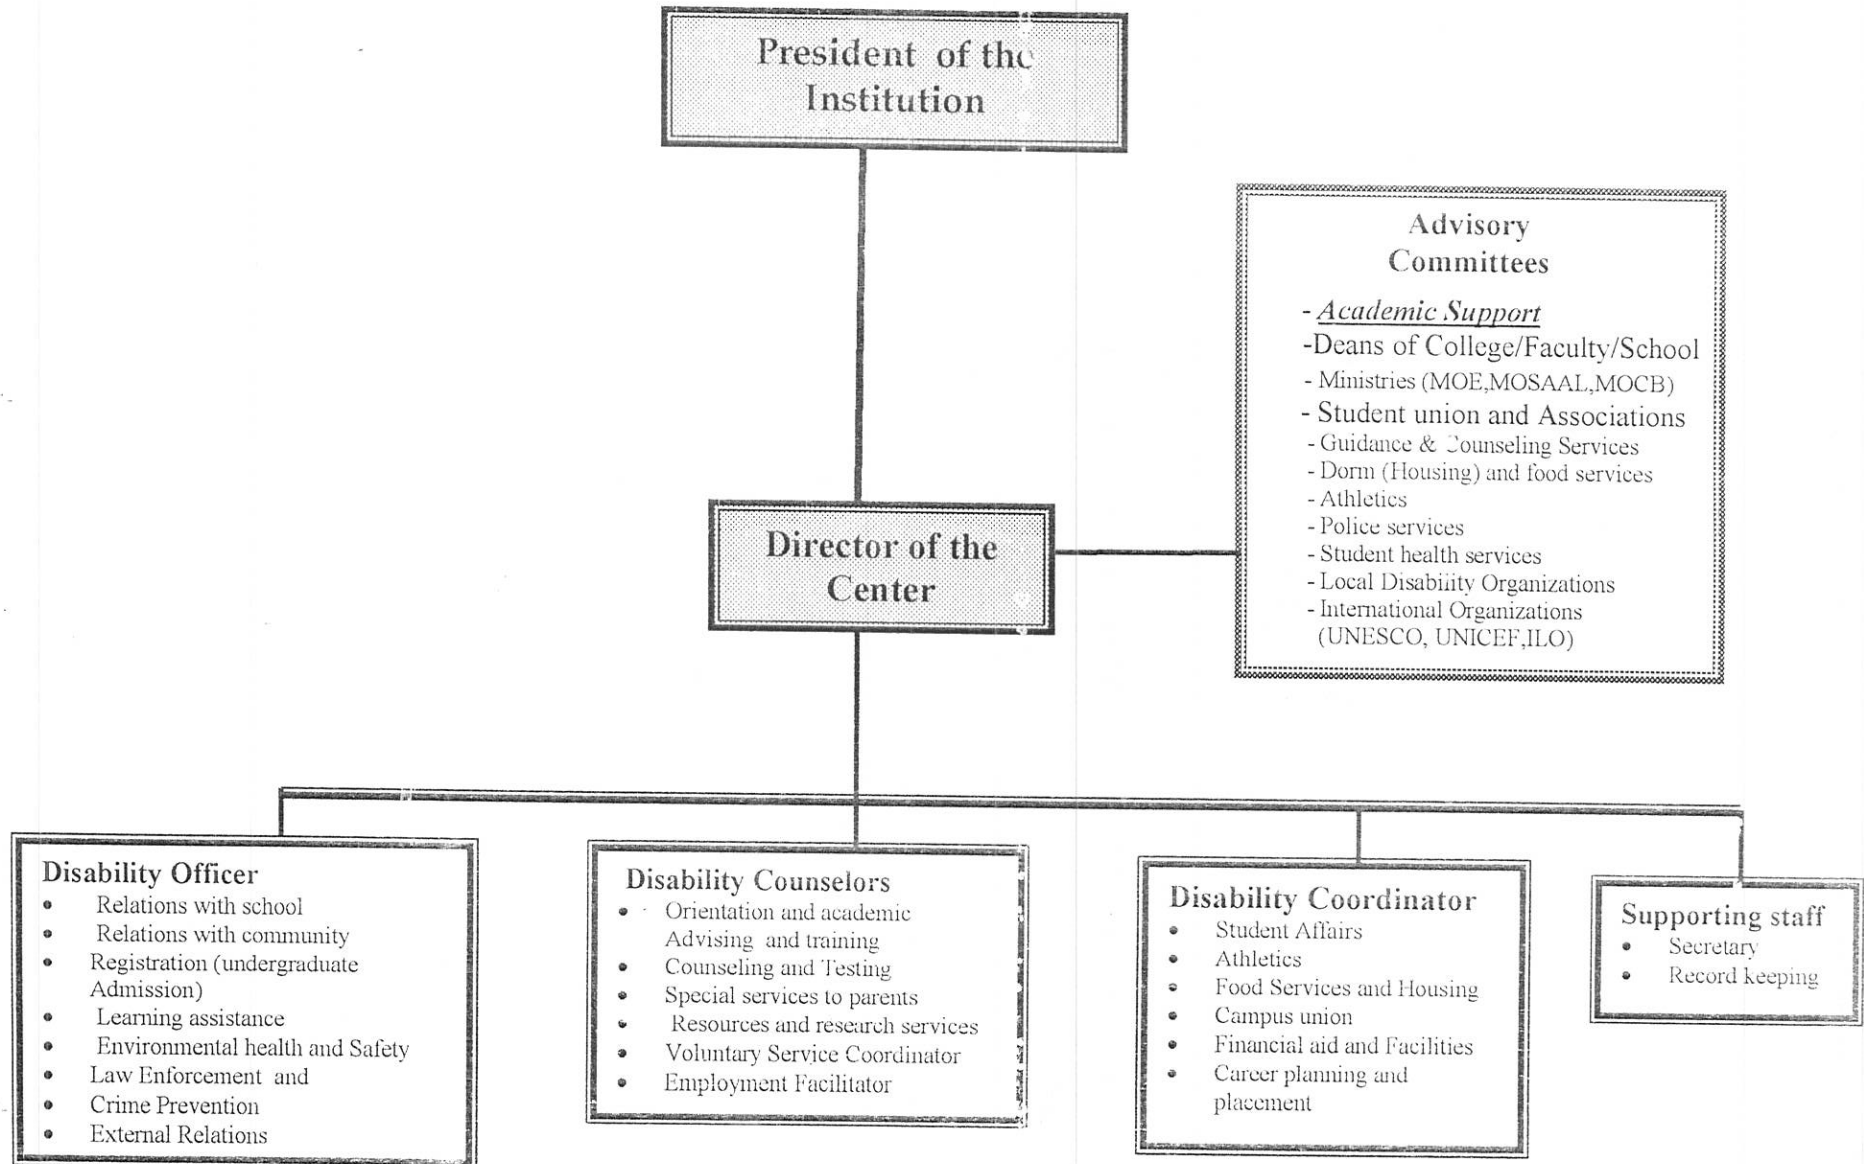 President of the
Institution
Advisory
Committees
- Academic Support
-Deans of College/Faculty/School
- Ministries (MOE,MOSAAL,MOCB)
- Student union and Associations
- Guidance & Counseling Services
- Dorm (Housing) and food services
- Athletics
- Police services
- Student health services
- Local Disability Organizations
- International Organizations
(UNESCO, UNICEF,ILO)
Director of the
Center
Disability Officer
• Relations with school
• Relations with community
• Registration (undergraduate
Admission)
• Learning assistance
• Environmental health and Safety
• Law Enforcement and
• Crime Prevention
• External Relations
Disability Counselors
• Orientation and academic
Advising and training
• Counseling and Testing
• Special services to parents
• Resources and research services
• Voluntary Service Coordinator
• Employment Facilitator
Disability Coordinator
• Student Affairs
• Athletics
• Food Services and Housing
• Campus union
• Financial aid and Facilities
• Career planning and
placement
Supporting staff
• Secretary
• Record keeping